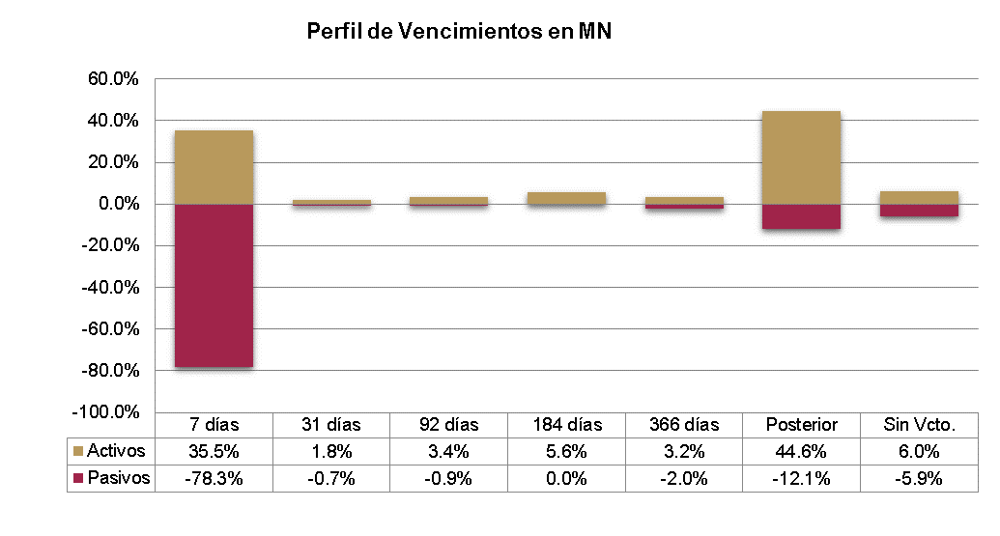 Perfil de Vencimientos en MN
60.0%
40.0%
20.0%
0.0%
-20.0%
-40.0%
-60.0%
-80.0%
-100.0%
7 días 31 días 92 días 184 días 366 días Posterior Sin Vcto.
Activos 35.5% 1.8% 3.4% 5.6% 3.2% 44.6% 6.0%
Pasivos -78.3% -0.7% -0.9% 0.0% -2.0% -12.1% -5.9%